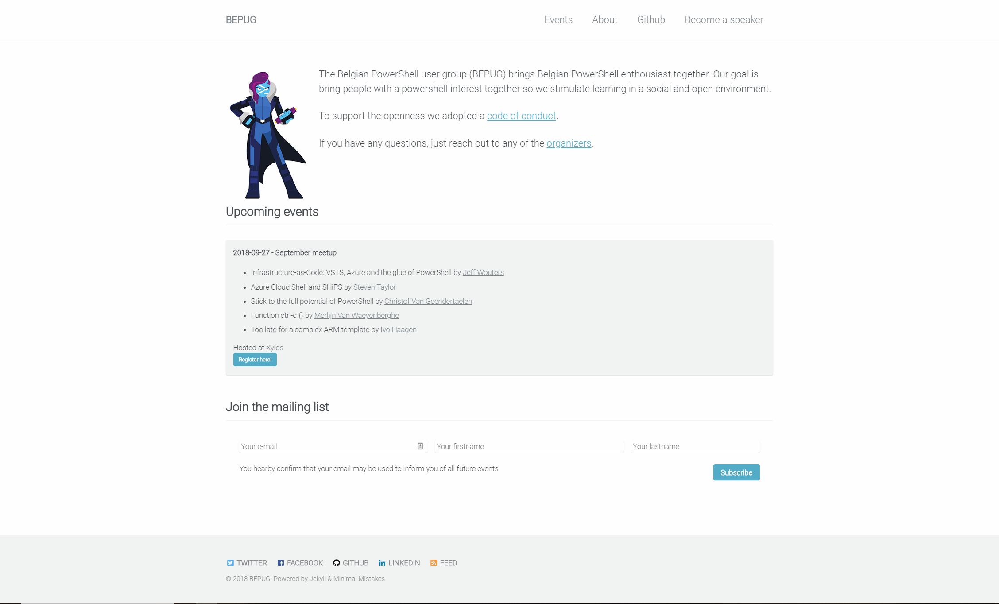 BEPUG
Events
About
Github
Become a speaker
The Belgian PowerShell user group (BEPUG) brings Belgian PowerShell enthousiast together. Our goal is
bring people with a powershell interest together so we stimulate learning in a social and open environment.
To support the openness we adopted a code of conduct.
If you have any questions, just reach out to any of the organizers.
Upcoming events
2018-09-27 - September meetup
• Infrastructure-as-Code: VSTS, Azure and the glue of PowerShell by Jeff Wouters
• Azure Cloud Shell and SHiPS by Steven Taylor
• Stick to the full potential of PowerShell by Christof Van Geendertaelen
• Function ctrl-c {} by Merlijn Van Waeyenberghe
• Too late for a complex ARM template by Ivo Haagen
Hosted at Xylos
Register here!
Join the mailing list
Your e-mail
Your firstname
Your lastname
You hearby confirm that your email may be used to inform you of all future events
Subscribe
TWITTER
FACEBOOK
GITHUB
LINKEDIN
FEED
© 2018 BEPUG. Powered by Jekyll & Minimal Mistakes.